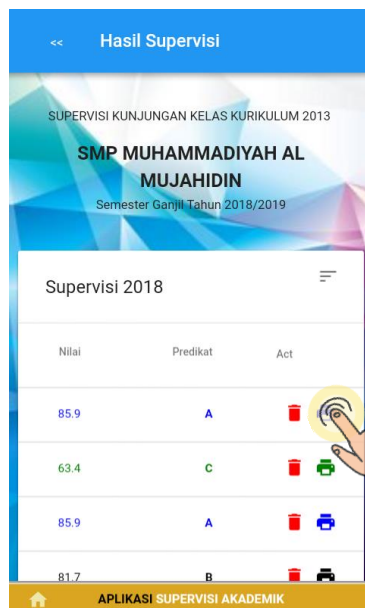 << Hasil Supervisi
SUPERVISI KUNJUNGAN KELAS KURIKULUM 2013
SMP MUHAMMADIYAH AL
MUJAHIDIN
Semester Ganjil Tahun 2018/2019
Supervisi 2018
Nilai Predikat Act
85.9 A
63.4 C
85.9 A
81.7 B
APLIKASI SUPERVISI AKADEMIK